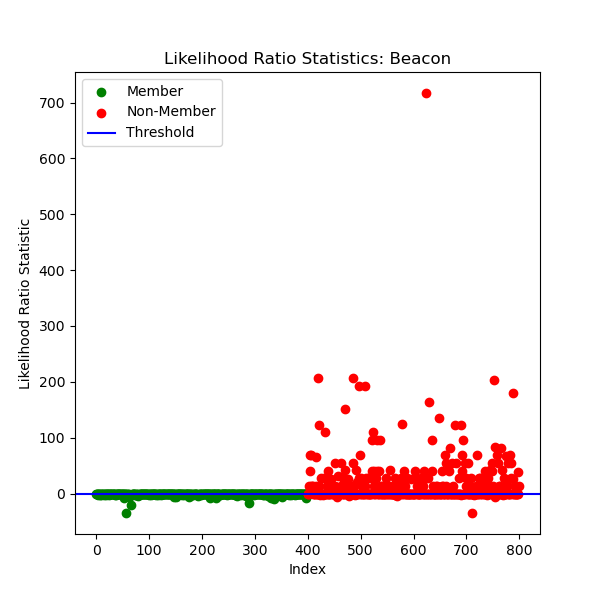 Likelihood Ratio Statistics: Beacon
Member
Non-Member
Threshold
Likelihood Ratio Statistic
700
600
500
400
300
200
100
0
0 100 200 300 400 500 600 700 800
Index